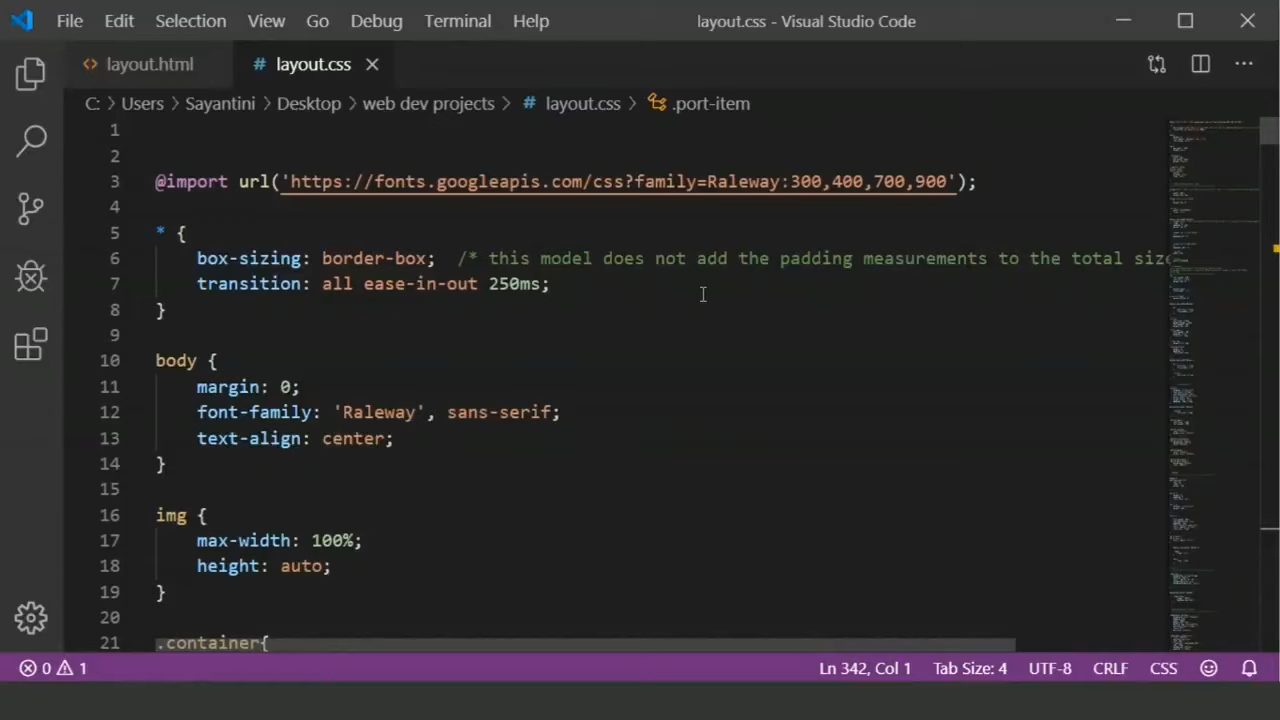 File Edit Selection View Go Debug Terminal Help layout.css - Visual Studio Code
layout.html # layout.css
C: > Users > Sayantini > Desktop > web dev projects > # layout.css > .port-item
1
2
3 @import url('https://fonts.googleapis.com/css?family=Raleway:300,400,700,900');
4
5 * {
6 box-sizing: border-box; /* this model does not add the padding measurements to the total size
7 transition: all ease-in-out 250ms;
8 }
9
10 body {
11 margin: 0;
12 font-family: 'Raleway', sans-serif;
13 text-align: center;
14 }
15
16 img {
17 max-width: 100%;
18 height: auto;
19 }
20
21 .container{
0 1 Ln 342, Col 1 Tab Size: 4 UTF-8 CRLF CSS